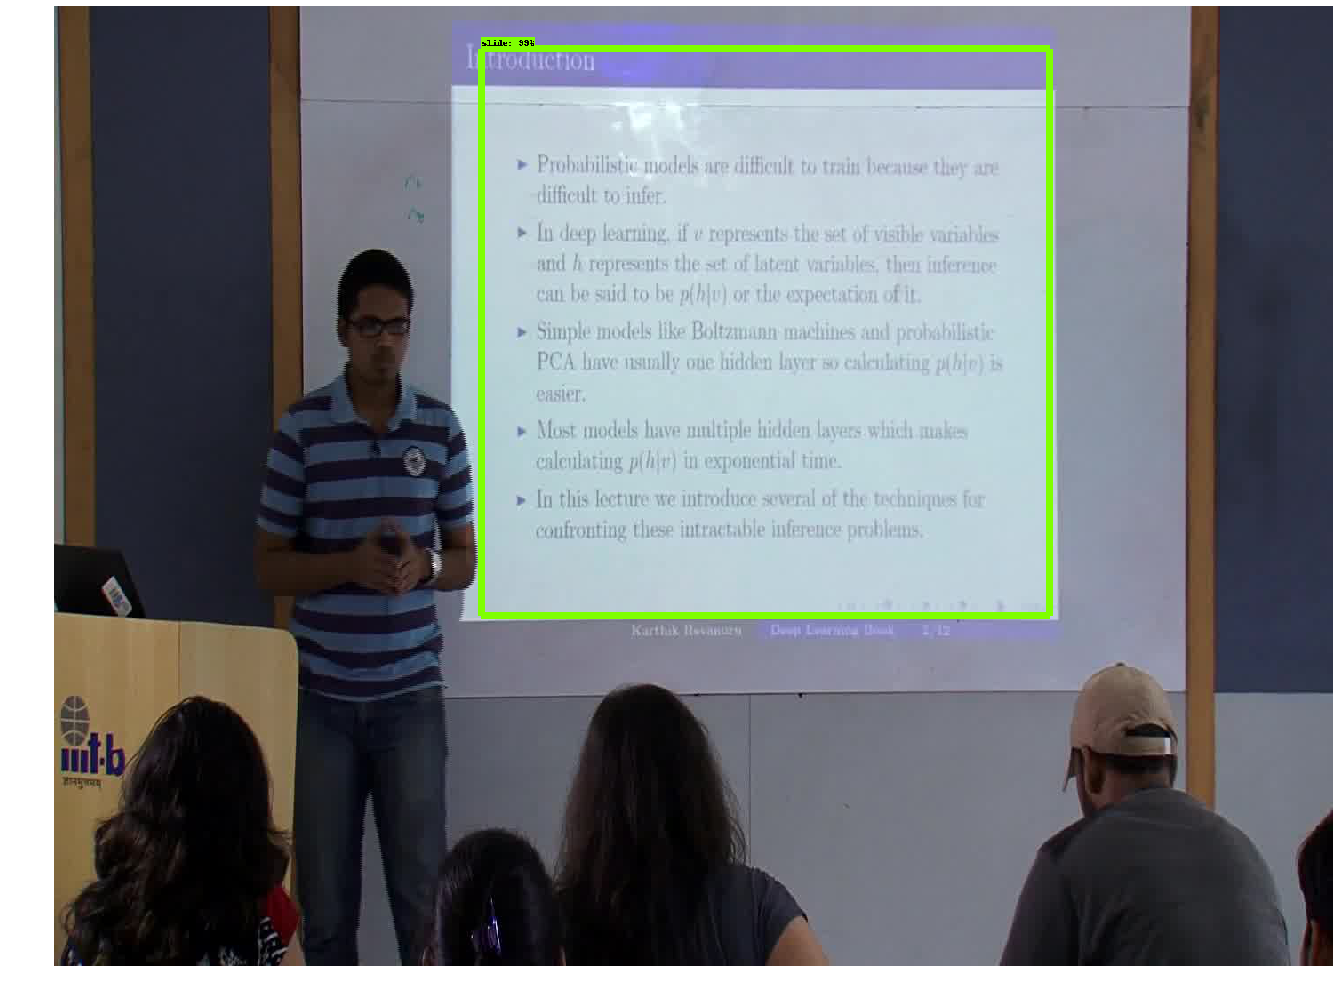 slide: 99%
Introduction
Probabilistic models are difficult to train because they are
difficult to infer.
In deep learning, if v represents the set of visible variables
and h represents the set of latent variables, then inference
can be said to be p(h|v) or the expectation of it.
Simple models like Boltzmann machines and probabilistic
PCA have usually one hidden layer so calculating p(h|v) is
easier.
Most models have multiple hidden layers which makes
calculating p(h|v) in exponential time.
In this lecture we introduce several of the techniques for
confronting these intractable inference problems.
Karthik Deep Learning Book 2/12
iiit-b
ज्ञानमुत्तमम्